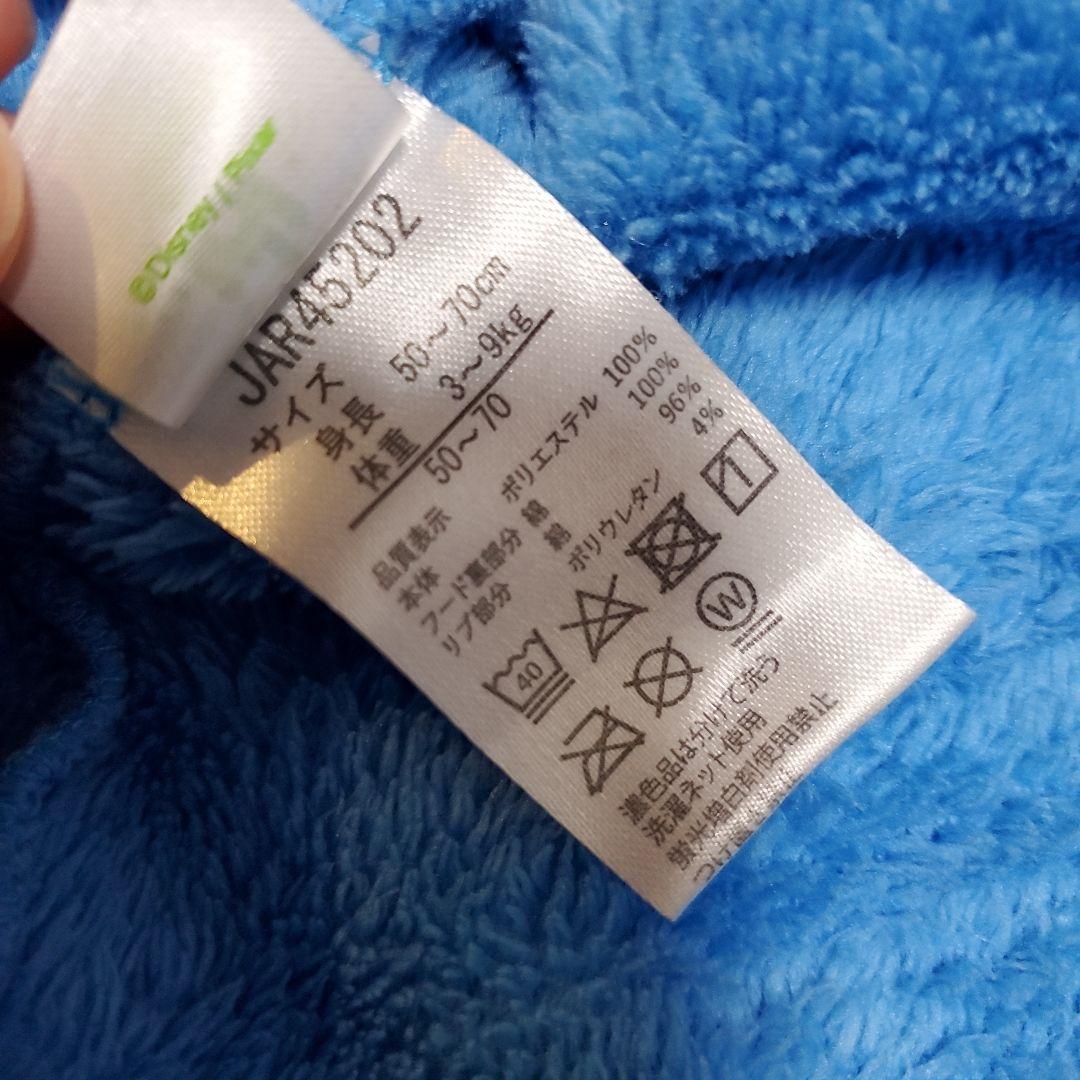 ©Disney/Pixar
JAR45202
サイズ
身長 50～70cm
体重 3～9kg
50～70
品質表示
本体 ポリエステル 100%
フード裏部分 綿 100%
リブ部分 綿 96%
ポリウレタン 4%
40
W
濃色品は分けて洗う
洗濯ネット使用
蛍光増白剤使用禁止